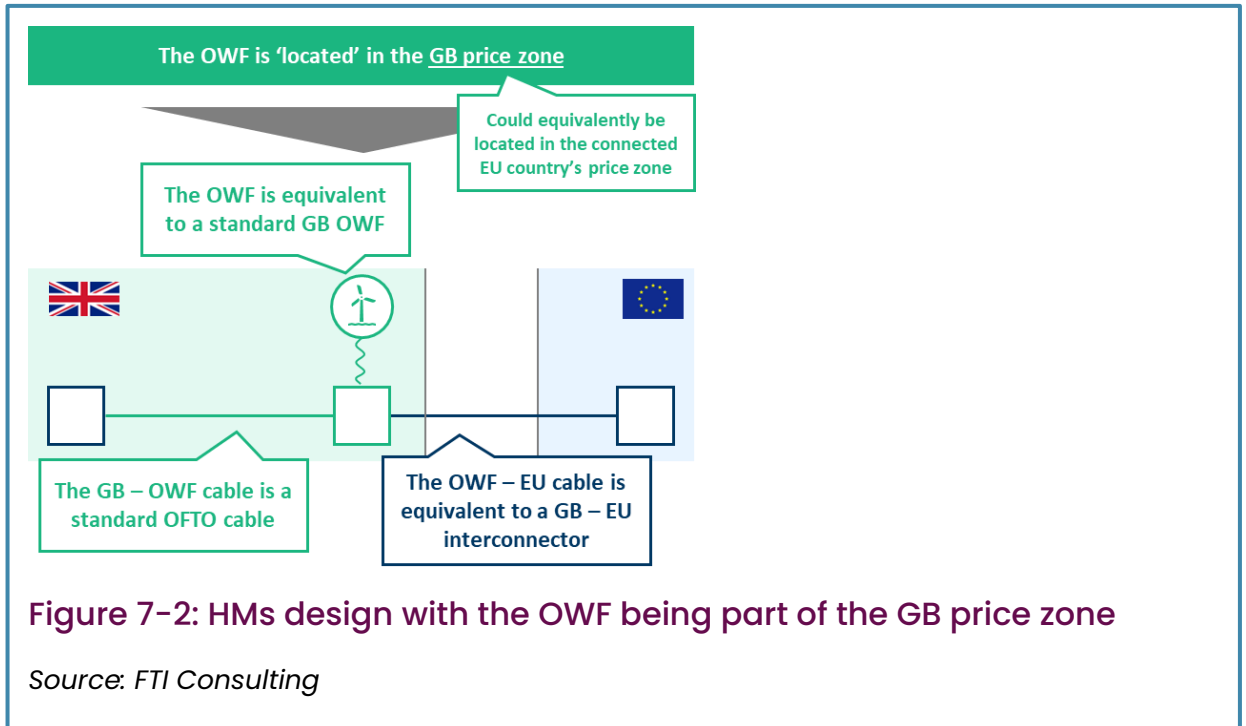 The OWF is ‘located’ in the GB price zone
Could equivalently be
located in the connected
EU country’s price zone
The OWF is equivalent
to a standard GB OWF
The GB – OWF cable is a
standard OFTO cable
The OWF – EU cable is
equivalent to a GB – EU
interconnector
Figure 7-2: HMs design with the OWF being part of the GB price zone
Source: FTI Consulting